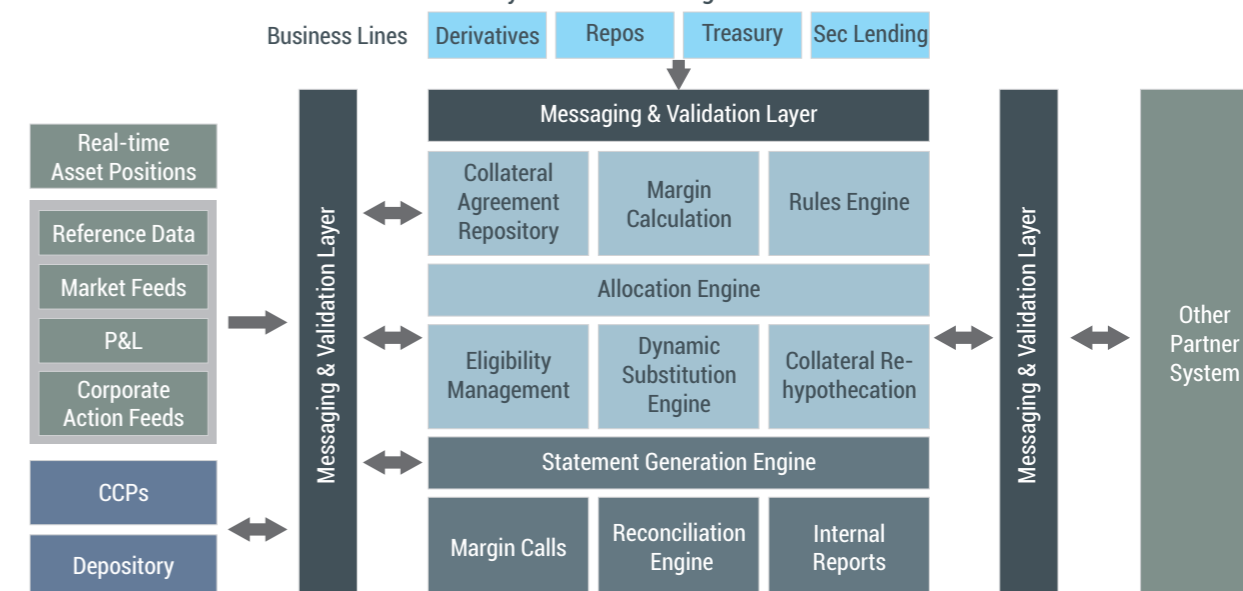 Business Lines
Derivatives
Repos
Treasury
Sec Lending
Messaging & Validation Layer
Real-time
Asset Positions
Reference Data
Market Feeds
P&L
Corporate
Action Feeds
CCPs
Depository
Messaging & Validation Layer
Collateral
Agreement
Repository
Margin
Calculation
Rules Engine
Allocation Engine
Eligibility
Management
Dynamic
Substitution
Engine
Collateral Re-
hypothecation
Statement Generation Engine
Margin Calls
Reconciliation
Engine
Internal
Reports
Messaging & Validation Layer
Other
Partner
System